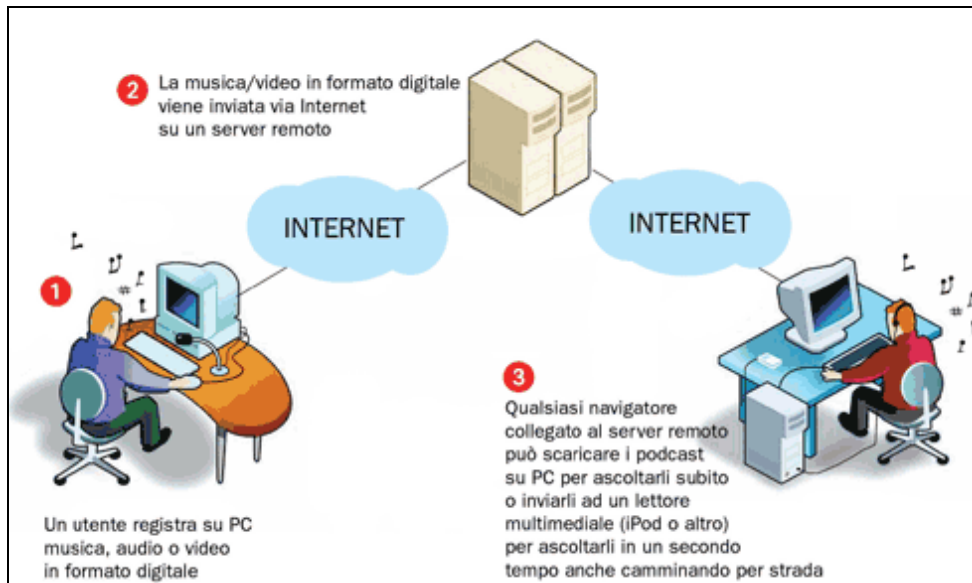 2
La musica/video in formato digitale
viene inviata via Internet
su un server remoto
INTERNET
INTERNET
1
Un utente registra su PC
musica, audio o video
in formato digitale
3
Qualsiasi navigatore
collegato al server remoto
può scaricare i podcast
su PC per ascoltarli subito
o inviarli ad un lettore
multimediale (iPod o altro)
per ascoltarli in un secondo
tempo anche camminando per strada